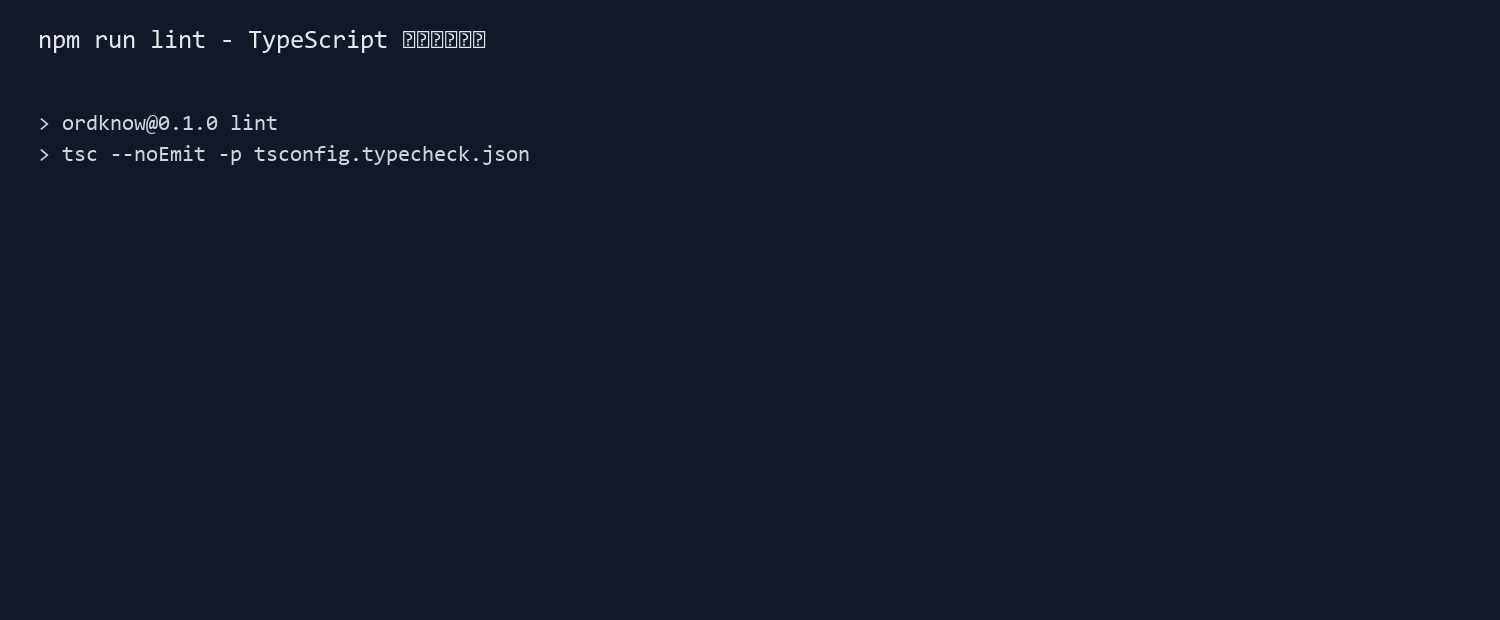 npm run lint - TypeScript
> ordknow@0.1.0 lint
> tsc --noEmit -p tsconfig.typecheck.json